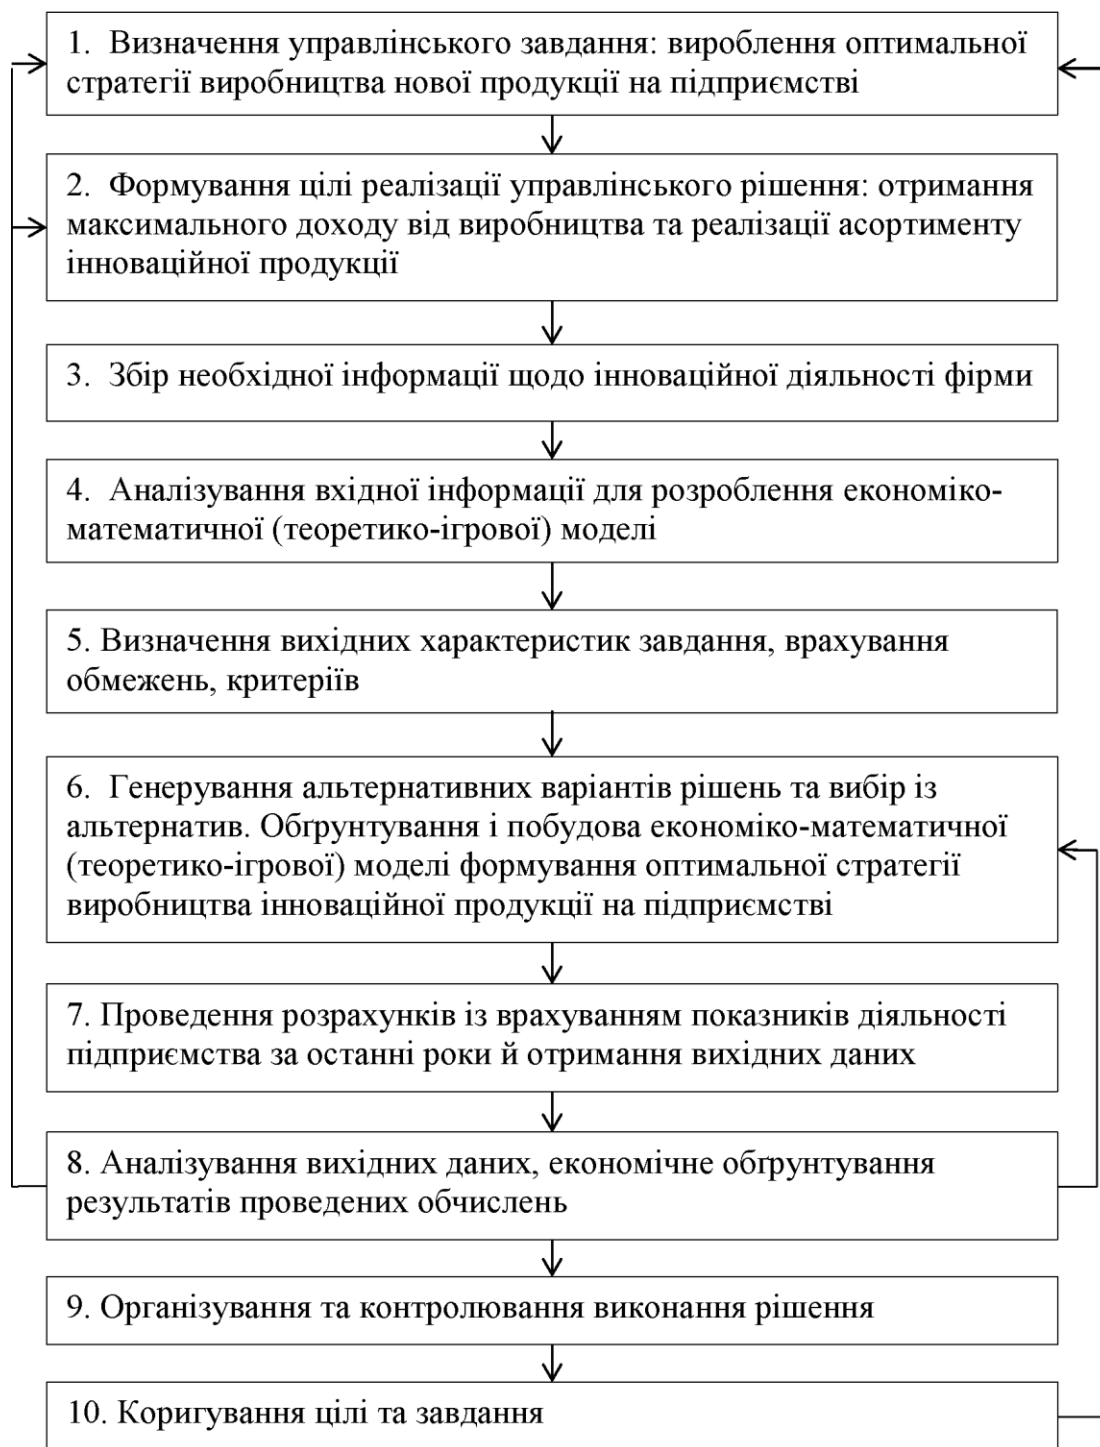 1. Визначення управлінського завдання: вироблення оптимальної
стратегії виробництва нової продукції на підприємстві
2. Формування цілі реалізації управлінського рішення: отримання
максимального доходу від виробництва та реалізації асортименту
інноваційної продукції
3. Збір необхідної інформації щодо інноваційної діяльності фірми
4. Аналізування вхідної інформації для розроблення економіко-
математичної (теоретико-ігрової) моделі
5. Визначення вихідних характеристик завдання, врахування
обмежень, критеріїв
6. Генерування альтернативних варіантів рішень та вибір із
альтернатив. Обґрунтування і побудова економіко-математичної
(теоретико-ігрової) моделі формування оптимальної стратегії
виробництва інноваційної продукції на підприємстві
7. Проведення розрахунків із врахуванням показників діяльності
підприємства за останні роки й отримання вихідних даних
8. Аналізування вихідних даних, економічне обґрунтування
результатів проведених обчислень
9. Організування та контролювання виконання рішення
10. Коригування цілі та завдання